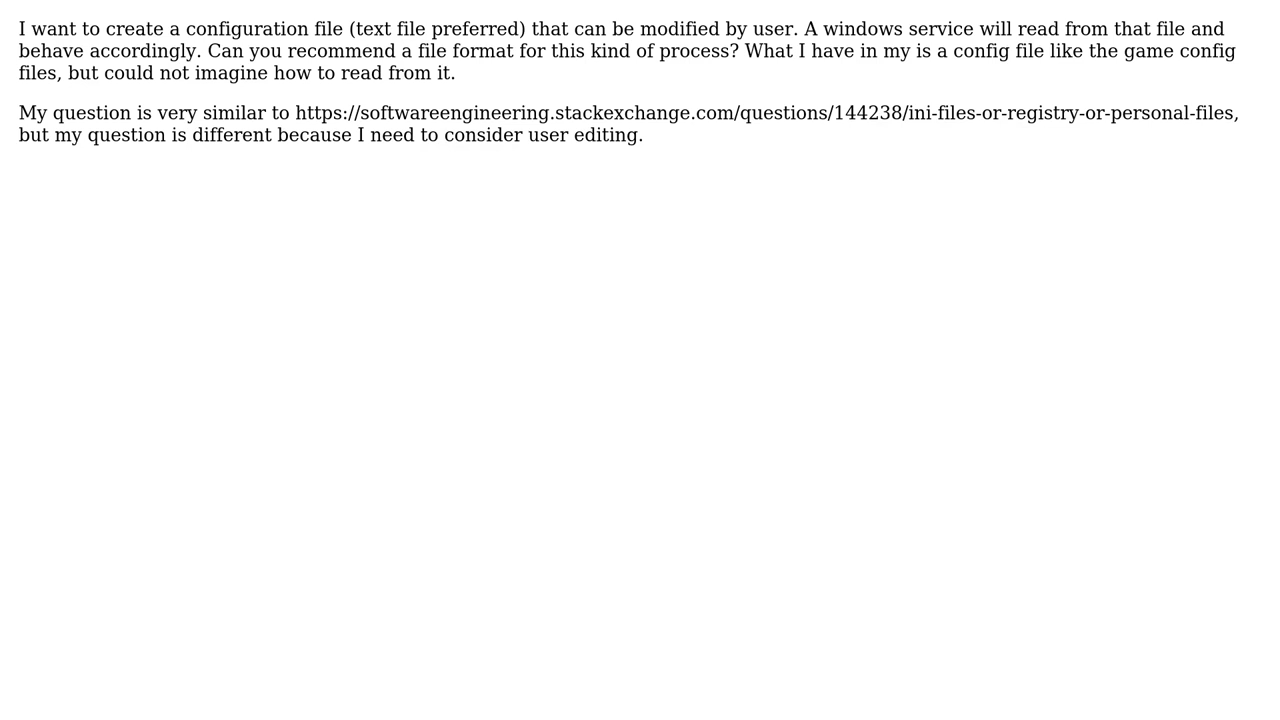 I want to create a configuration file (text file preferred) that can be modified by user. A windows service will read from that file and
behave accordingly. Can you recommend a file format for this kind of process? What I have in my is a config file like the game config
files, but could not imagine how to read from it.
My question is very similar to https://softwareengineering.stackexchange.com/questions/144238/ini-files-or-registry-or-personal-files,
but my question is different because I need to consider user editing.